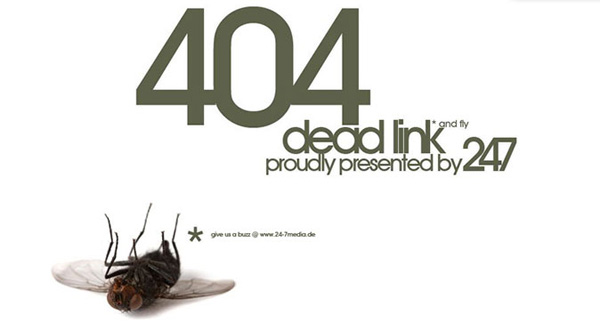 404
dead link* and fly
proudly presented by 247
* give us a buzz @ www.24-7media.de